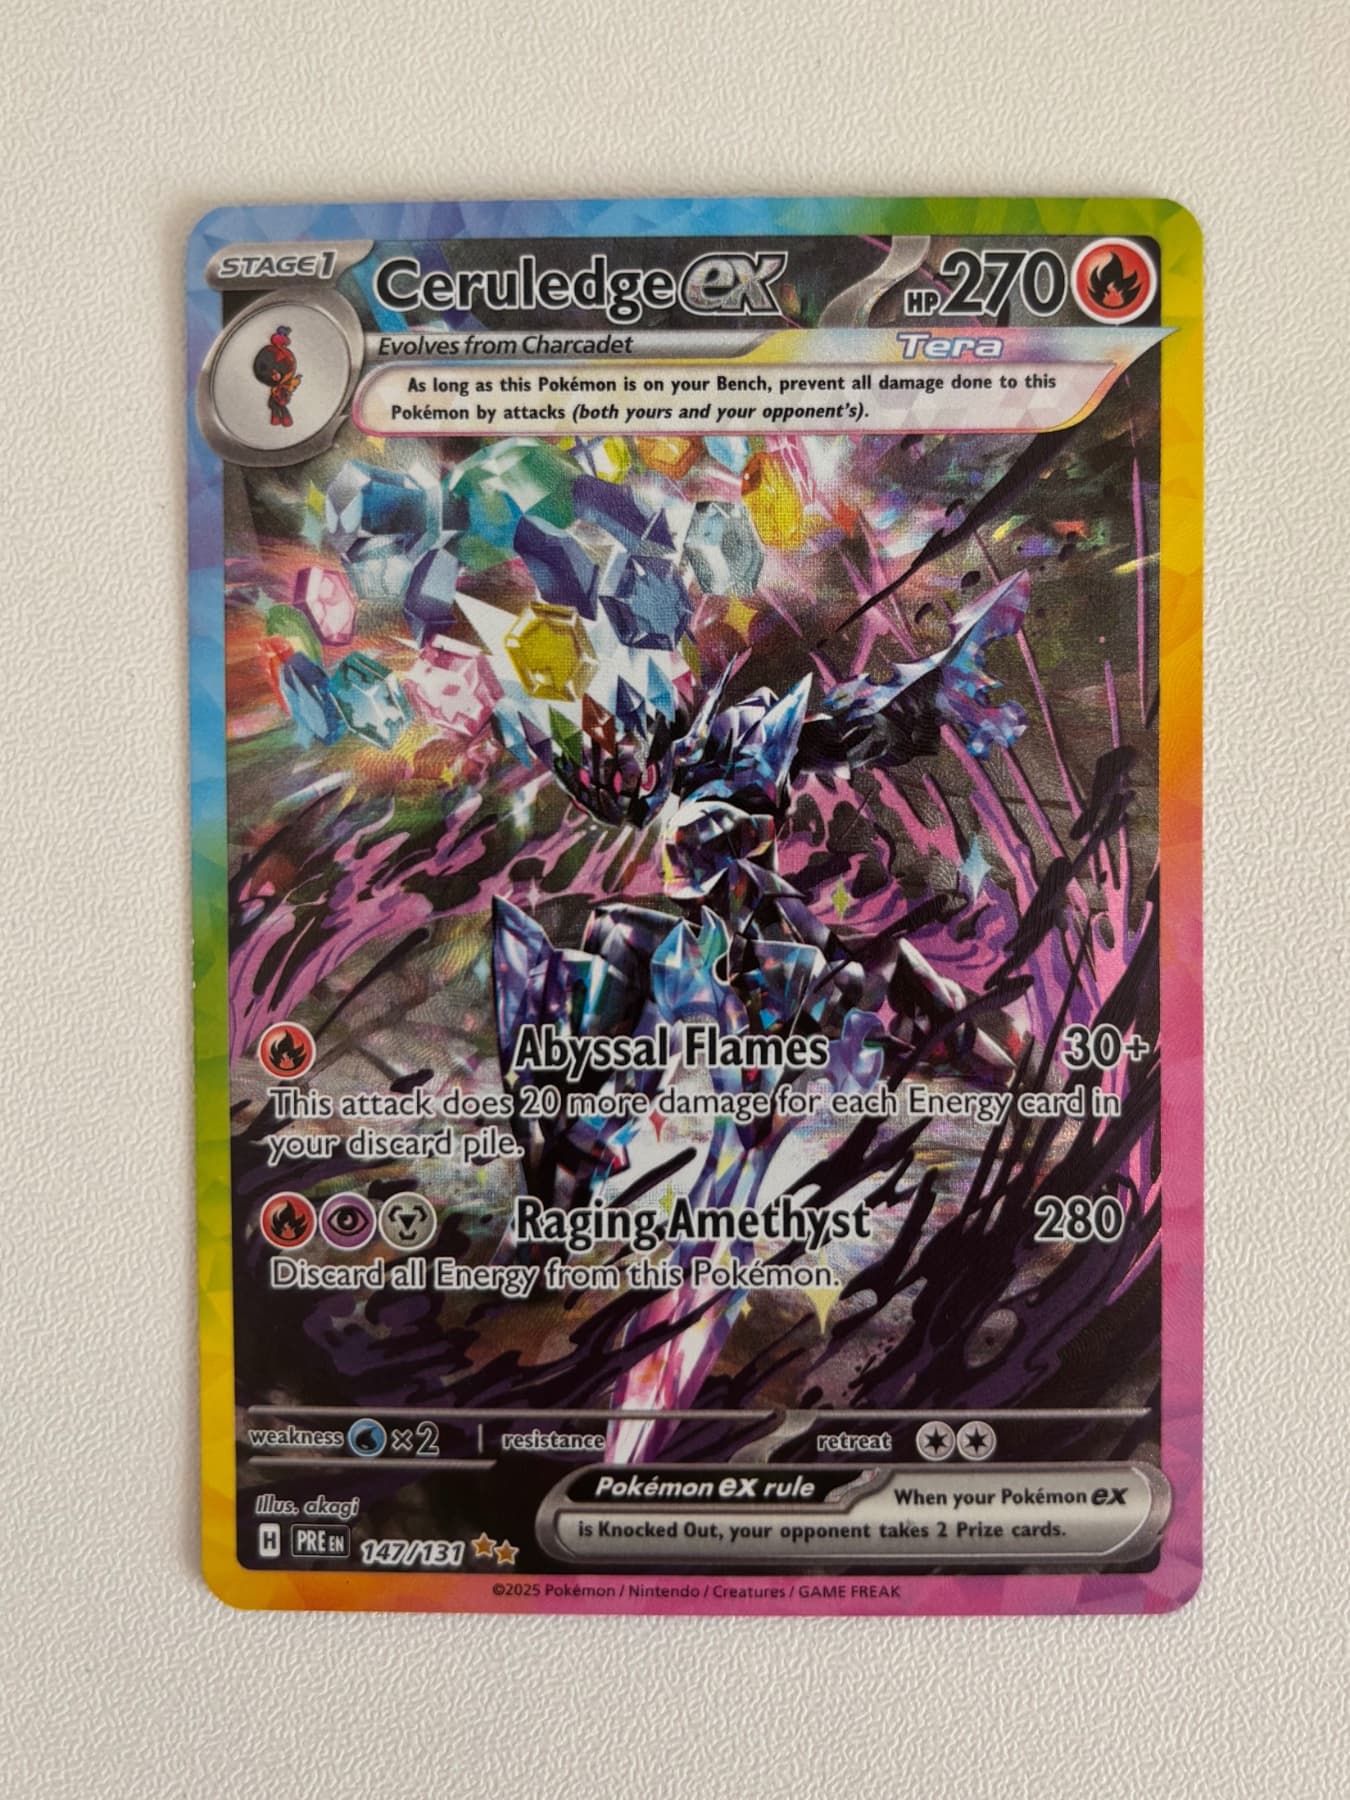 STAGE1 Ceruledge ex HP 270
Evolves from Charcadet Tera
As long as this Pokémon is on your Bench, prevent all damage done to this
Pokémon by attacks (both yours and your opponent's).
Abyssal Flames 30+
This attack does 20 more damage for each Energy card in
your discard pile.
Raging Amethyst 280
Discard all Energy from this Pokémon.
weakness ×2 resistance retreat
Pokémon ex rule When your Pokémon ex
is Knocked Out, your opponent takes 2 Prize cards.
Illus. akagi
H PRE EN 147/131
©2025 Pokémon / Nintendo / Creatures / GAME FREAK